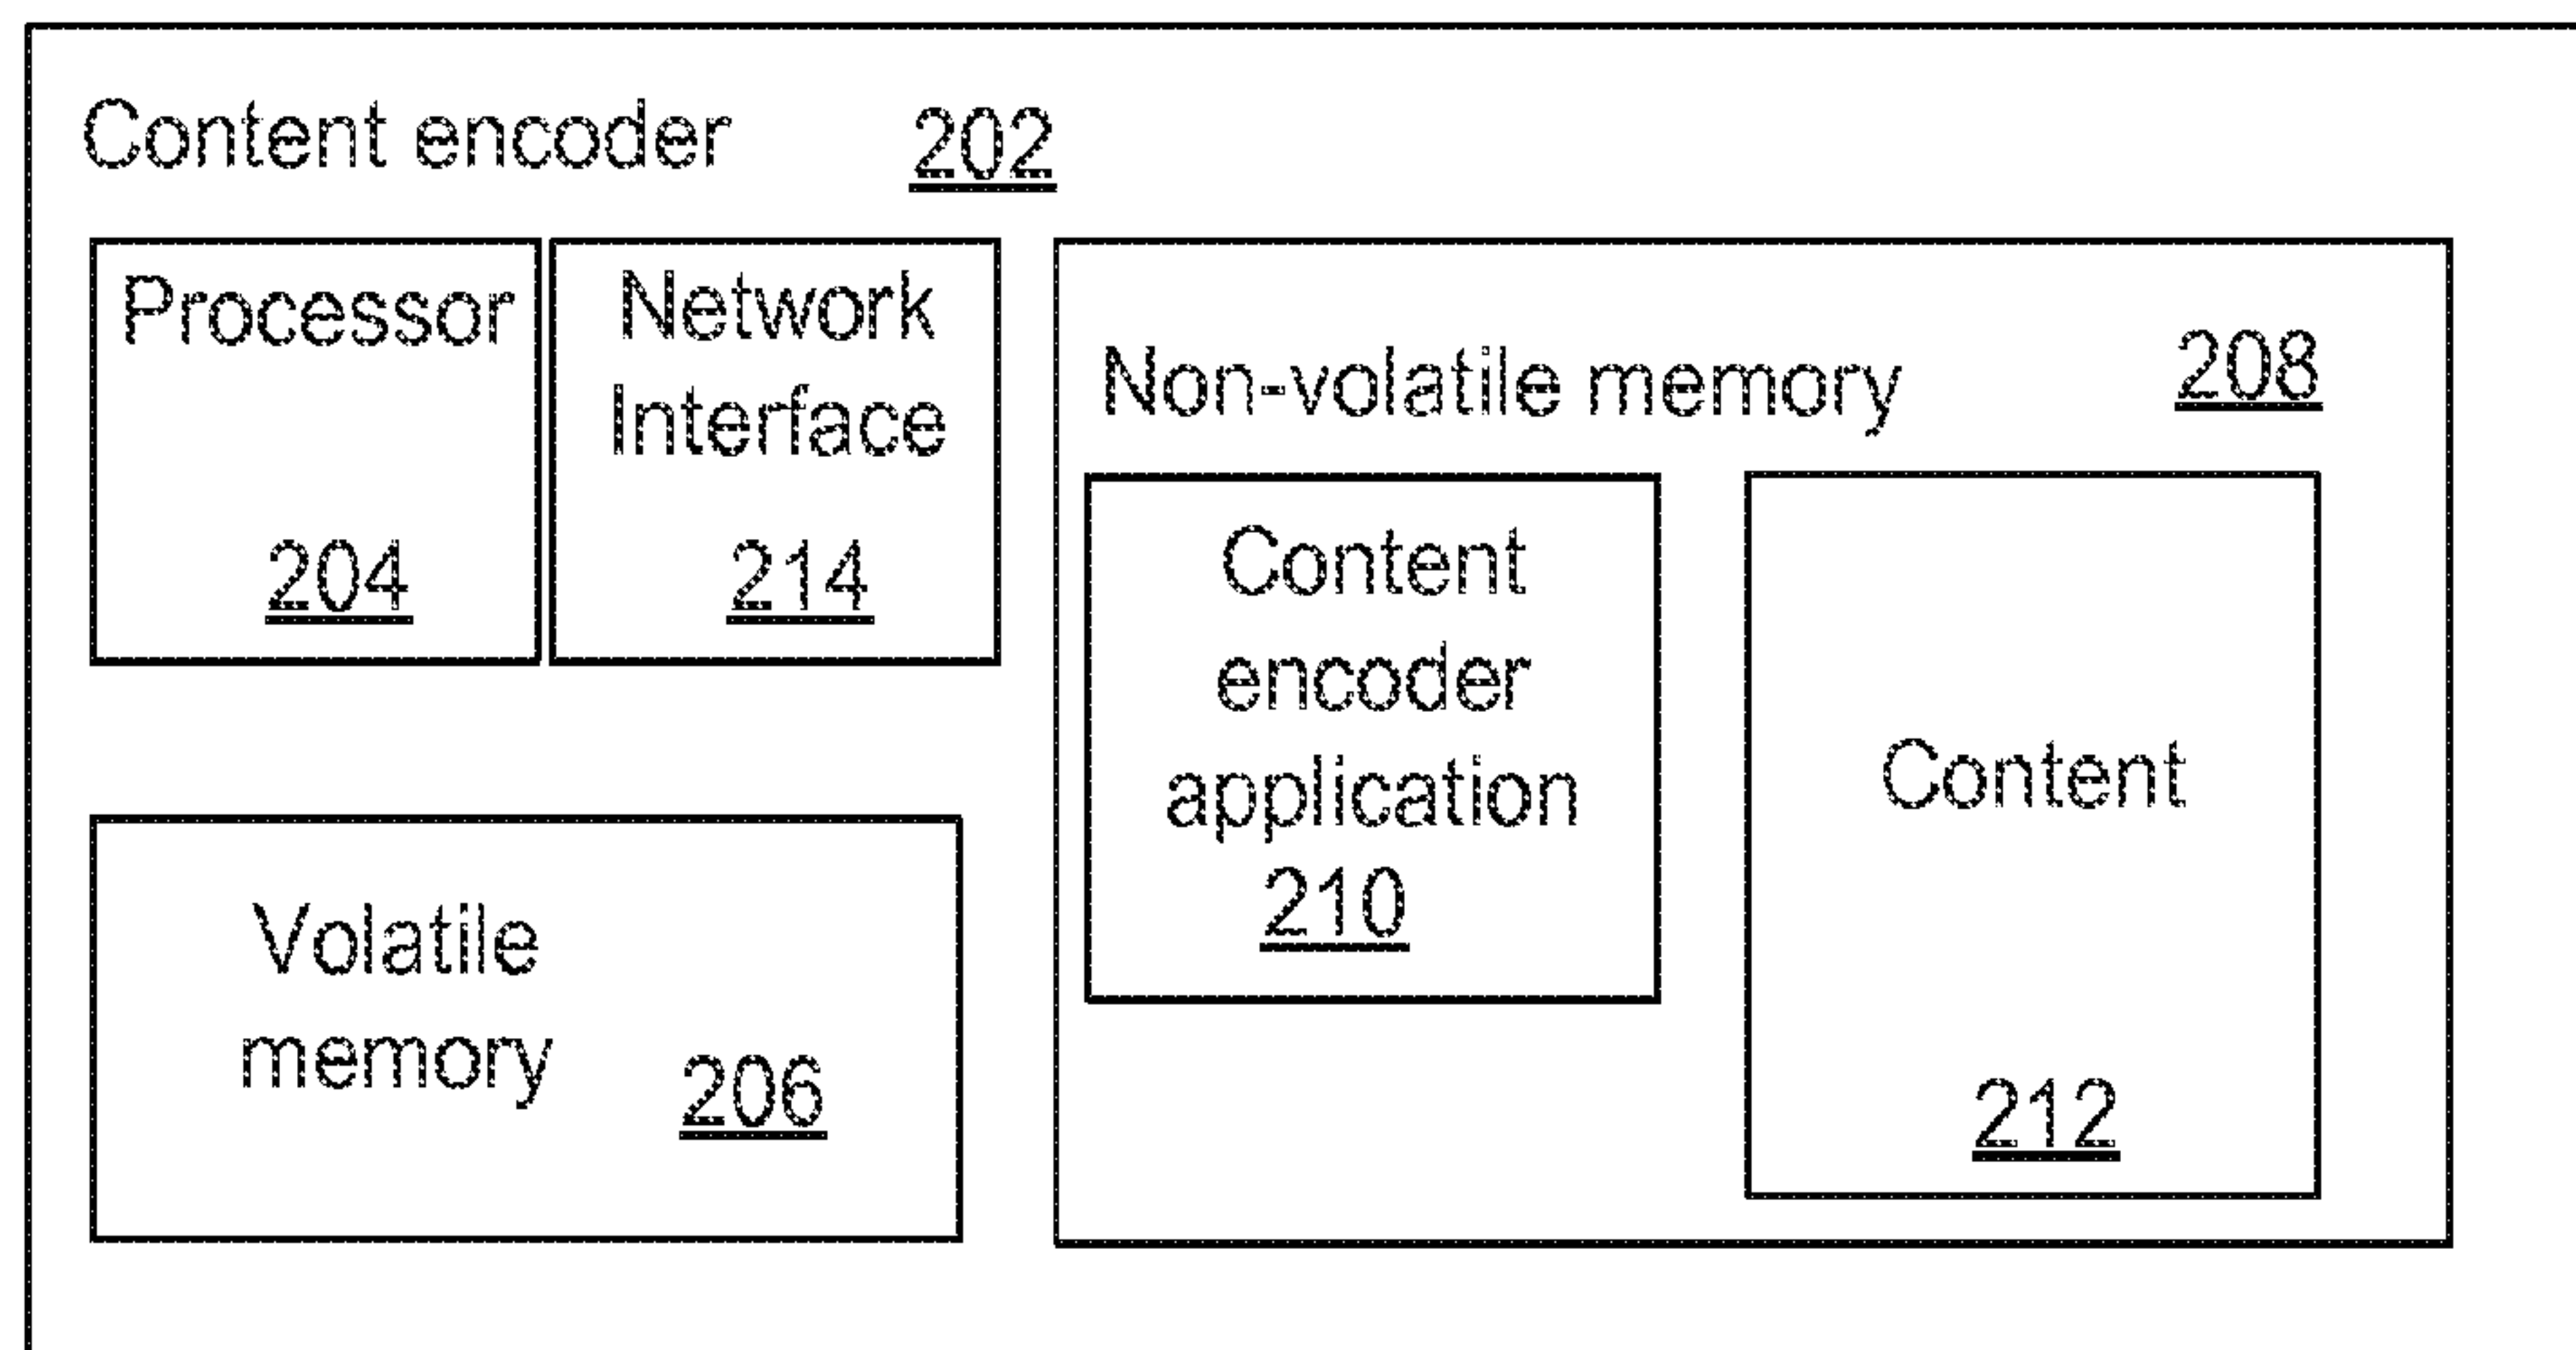 Content encoder 202
Processor
204
Network
Interface
214
Non-volatile memory 208
Content
encoder
application
210
Content
212
Volatile
memory 206